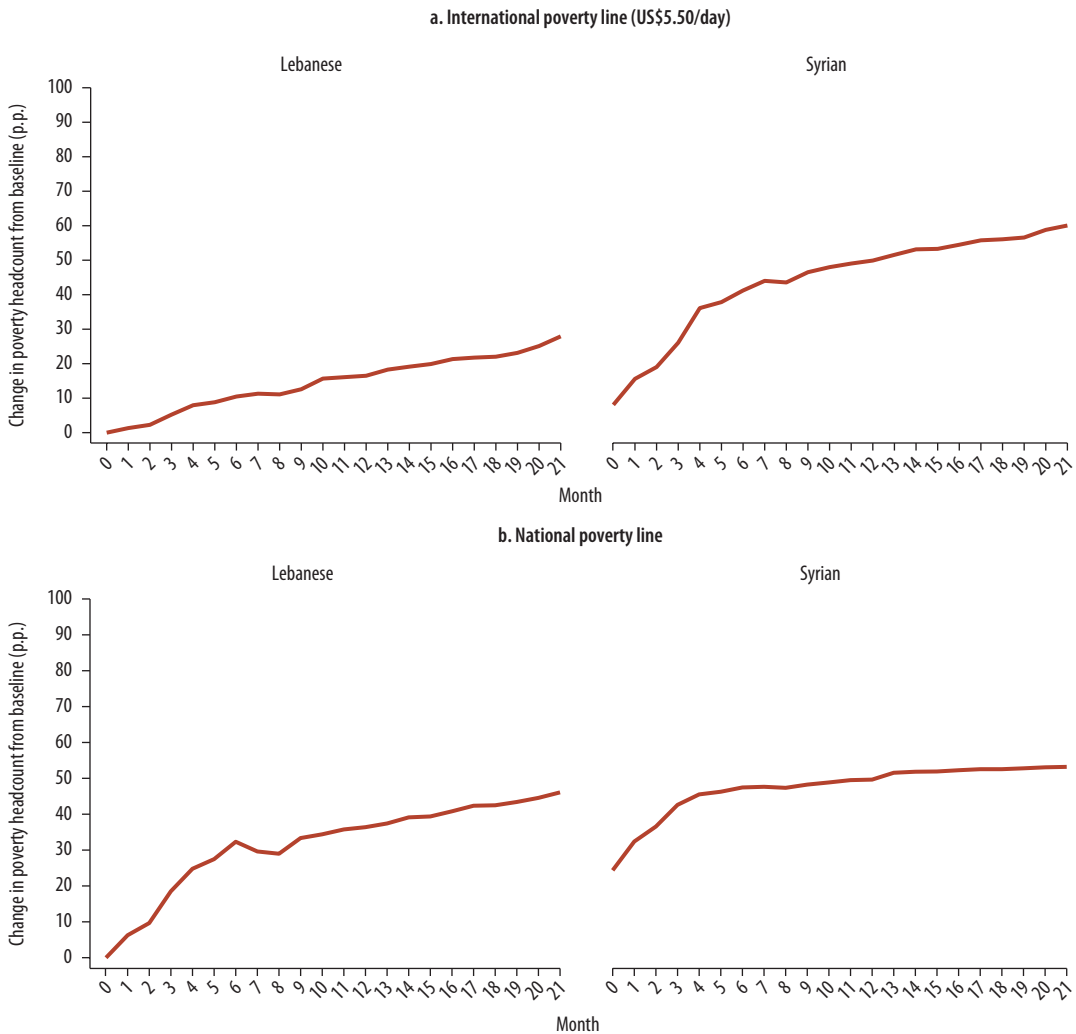 a. International poverty line (US$5.50/day)
Lebanese
Syrian
Change in poverty headcount from baseline (p.p.)
100
90
80
70
60
50
40
30
20
10
0
0 1 2 3 4 5 6 7 8 9 10 11 12 13 14 15 16 17 18 19 20 21
0 1 2 3 4 5 6 7 8 9 10 11 12 13 14 15 16 17 18 19 20 21
Month
b. National poverty line
Lebanese
Syrian
Change in poverty headcount from baseline (p.p.)
100
90
80
70
60
50
40
30
20
10
0
0 1 2 3 4 5 6 7 8 9 10 11 12 13 14 15 16 17 18 19 20 21
0 1 2 3 4 5 6 7 8 9 10 11 12 13 14 15 16 17 18 19 20 21
Month